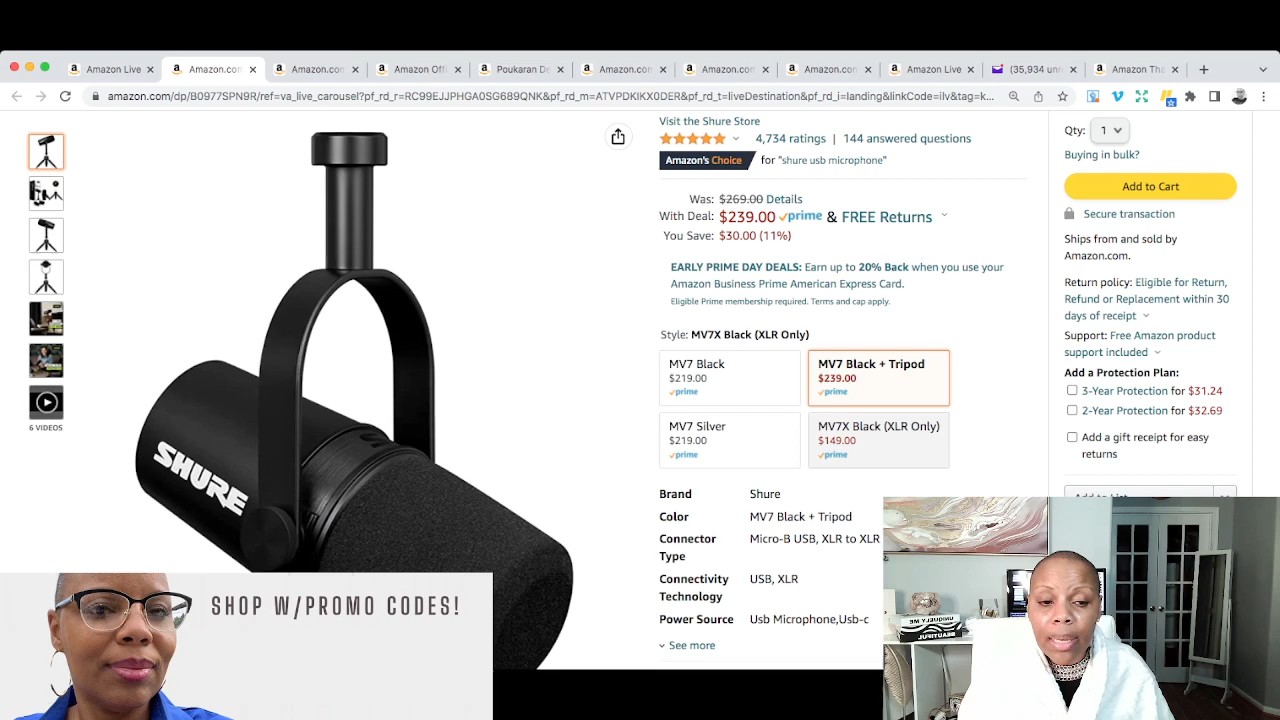 Amazon Live
Amazon.com
Amazon.com
Amazon Off
Poukaran De
Amazon.com
Amazon.com
Amazon.com
Amazon Live
(35,934 unr
Amazon Tha
amazon.com/dp/B0977SPN9R/ref=va_live_carousel?pf_rd_r=RC99EJJPHGA0SG689QNK&pf_rd_m=ATVPDKIKX0DER&pf_rd_t=liveDestination&pf_rd_i=landing&linkCode=ilv&tag=k...
Visit the Shure Store
4,734 ratings | 144 answered questions
Amazon's Choice for "shure usb microphone"
Was: $269.00 Details
With Deal: $239.00 prime & FREE Returns
You Save: $30.00 (11%)
EARLY PRIME DAY DEALS: Earn up to 20% Back when you use your
Amazon Business Prime American Express Card.
Eligible Prime membership required. Terms and cap apply.
Style: MV7X Black (XLR Only)
MV7 Black
$219.00
prime
MV7 Black + Tripod
$239.00
prime
MV7 Silver
$219.00
prime
MV7X Black (XLR Only)
$149.00
prime
Brand Shure
Color MV7 Black + Tripod
Connector Type Micro-B USB, XLR to XLR
Connectivity Technology USB, XLR
Power Source Usb Microphone,Usb-c
See more
Qty: 1
Buying in bulk?
Add to Cart
Secure transaction
Ships from and sold by
Amazon.com.
Return policy: Eligible for Return,
Refund or Replacement within 30
days of receipt
Support: Free Amazon product
support included
Add a Protection Plan:
3-Year Protection for $31.24
2-Year Protection for $32.69
Add a gift receipt for easy
returns
Add to List
6 VIDEOS
SHURE
SHOP W/PROMO CODES!
UNIQUELY ME
BEAUTIFUL